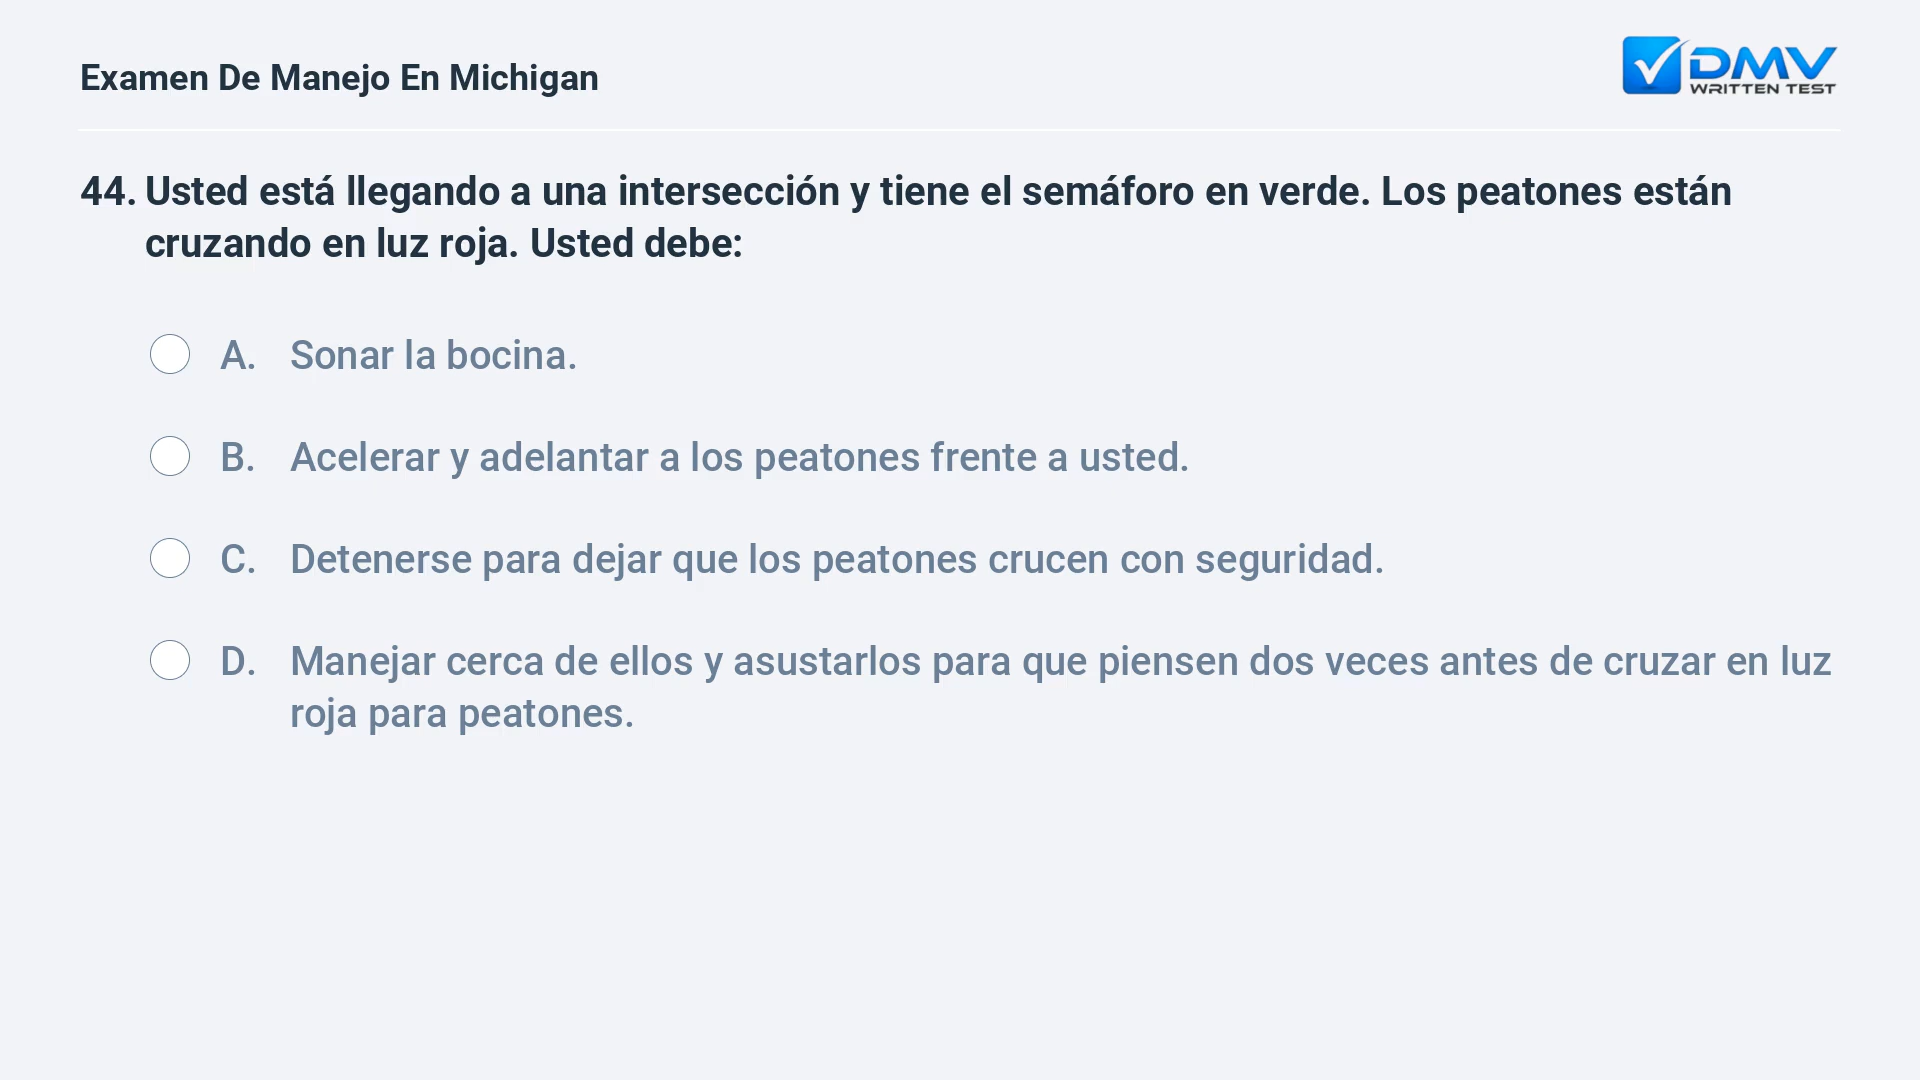 Examen De Manejo En Michigan
DMV
WRITTEN TEST
44. Usted está llegando a una intersección y tiene el semáforo en verde. Los peatones están
cruzando en luz roja. Usted debe:
A. Sonar la bocina.
B. Acelerar y adelantar a los peatones frente a usted.
C. Detenerse para dejar que los peatones crucen con seguridad.
D. Manejar cerca de ellos y asustarlos para que piensen dos veces antes de cruzar en luz
roja para peatones.